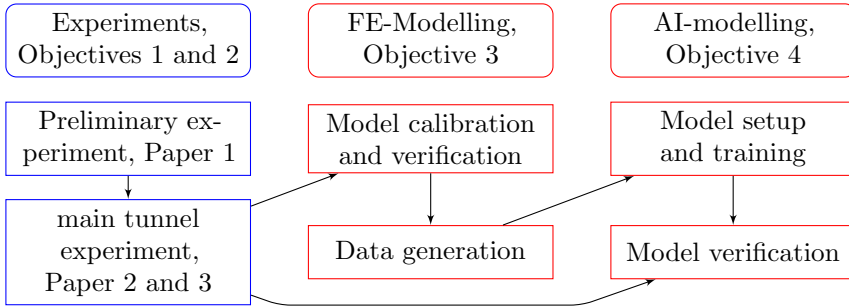 Experiments,
Objectives 1 and 2
FE-Modelling,
Objective 3
AI-modelling,
Objective 4
Preliminary ex-
periment, Paper 1
Model calibration
and verification
Model setup
and training
main tunnel
experiment,
Paper 2 and 3
Data generation
Model verification